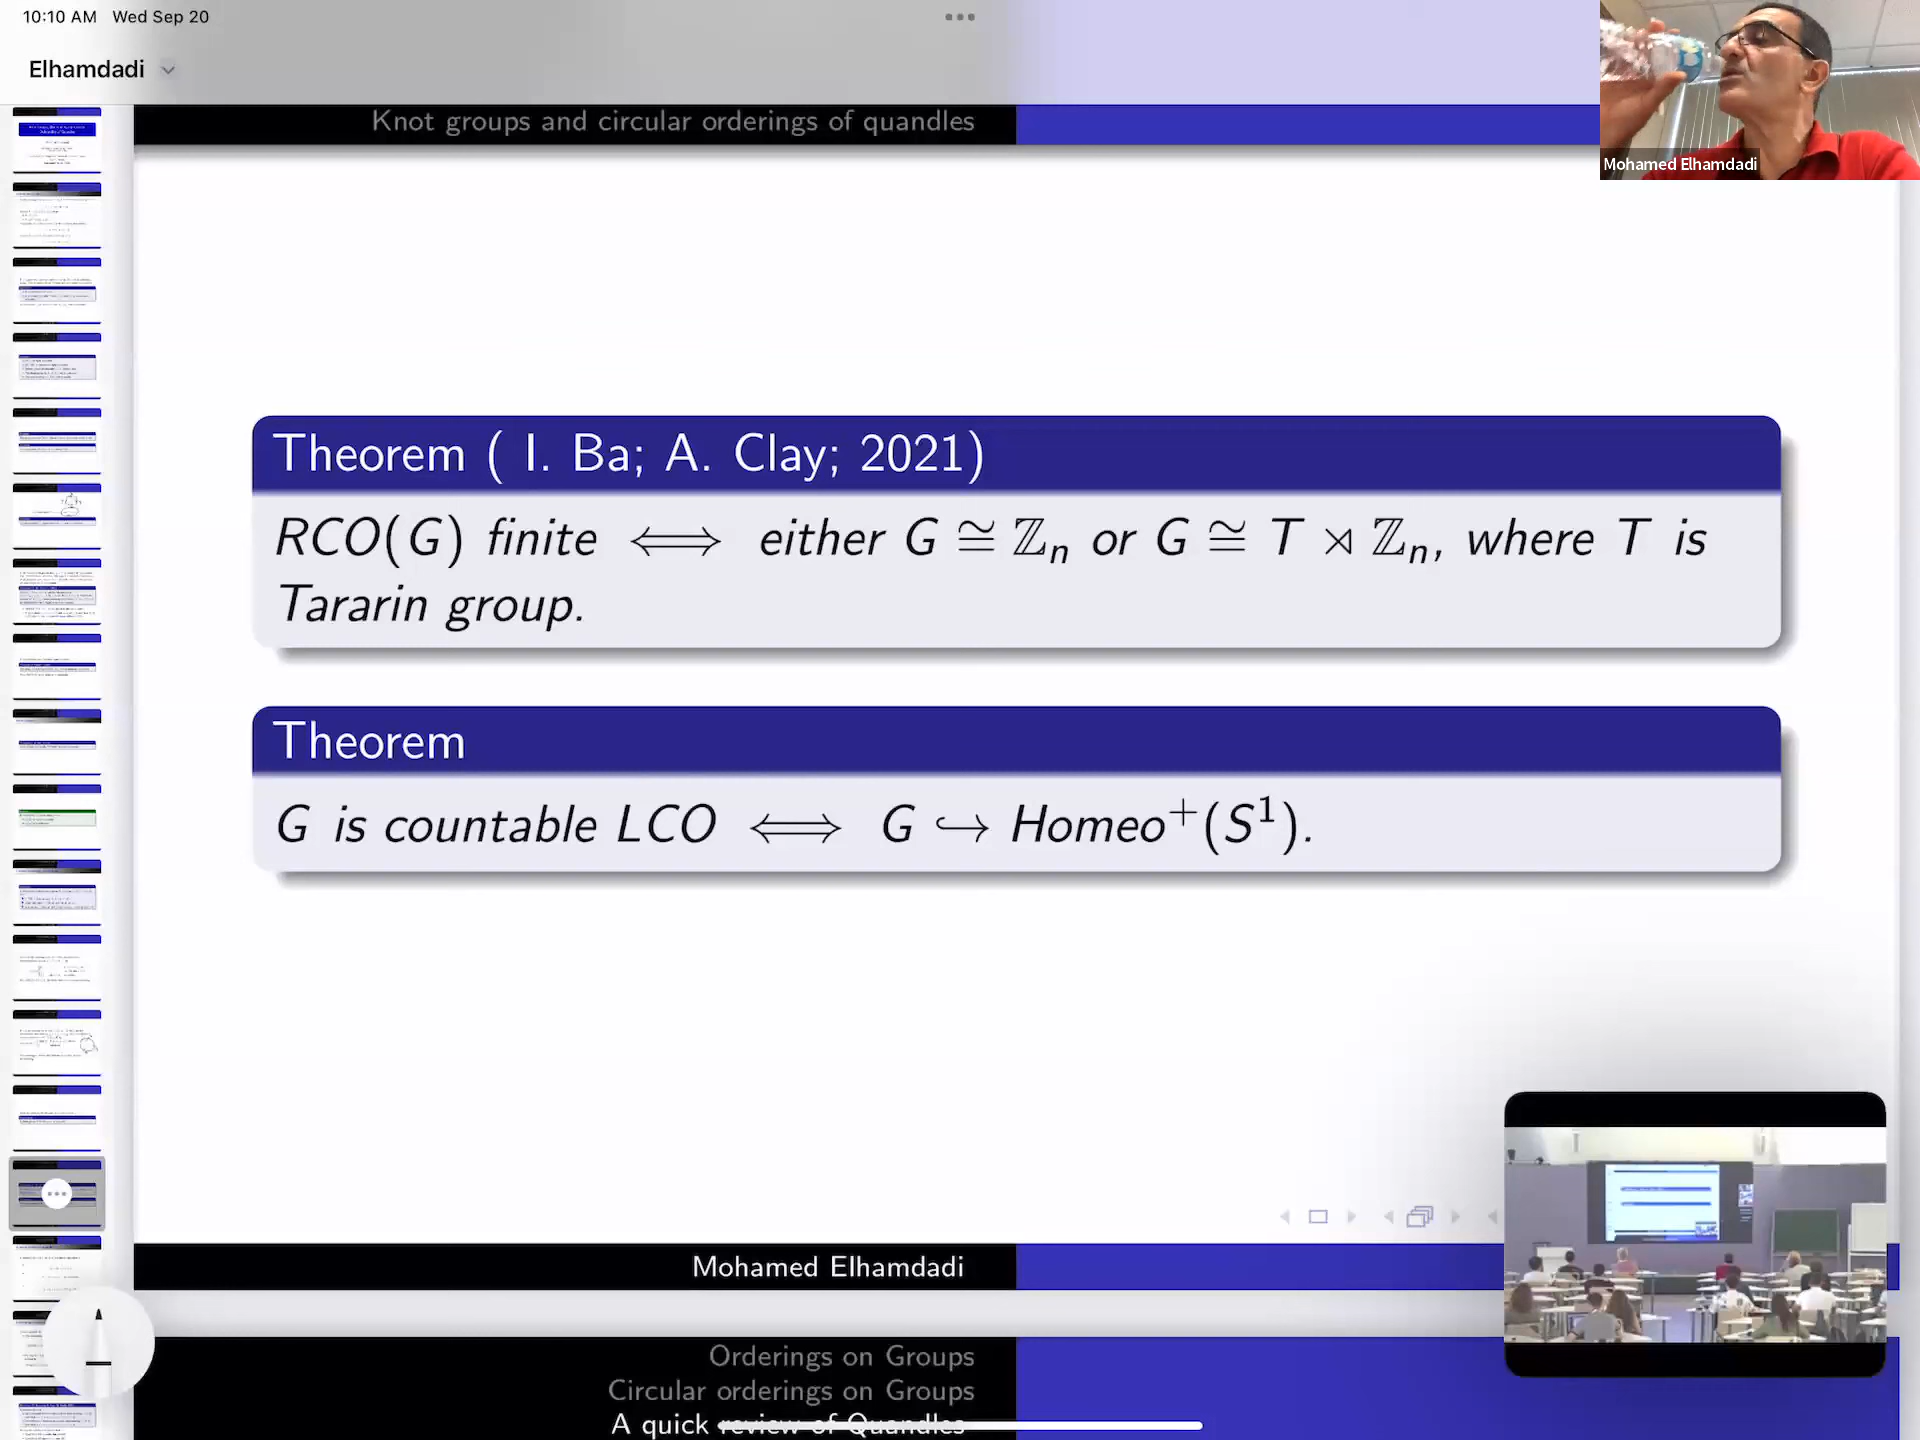 10:10 AM Wed Sep 20
Elhamdadi
Mohamed Elhamdadi
Knot groups and circular orderings of quandles
Theorem ( I. Ba; A. Clay; 2021)
RCO(G) finite ⟺ either G ≅ ℤₙ or G ≅ T ⋊ ℤₙ, where T is
Tararin group.
Theorem
G is countable LCO ⟺ G ↪ Homeo⁺(S¹).
Mohamed Elhamdadi
Orderings on Groups
Circular orderings on Groups
A quick review of Quandles